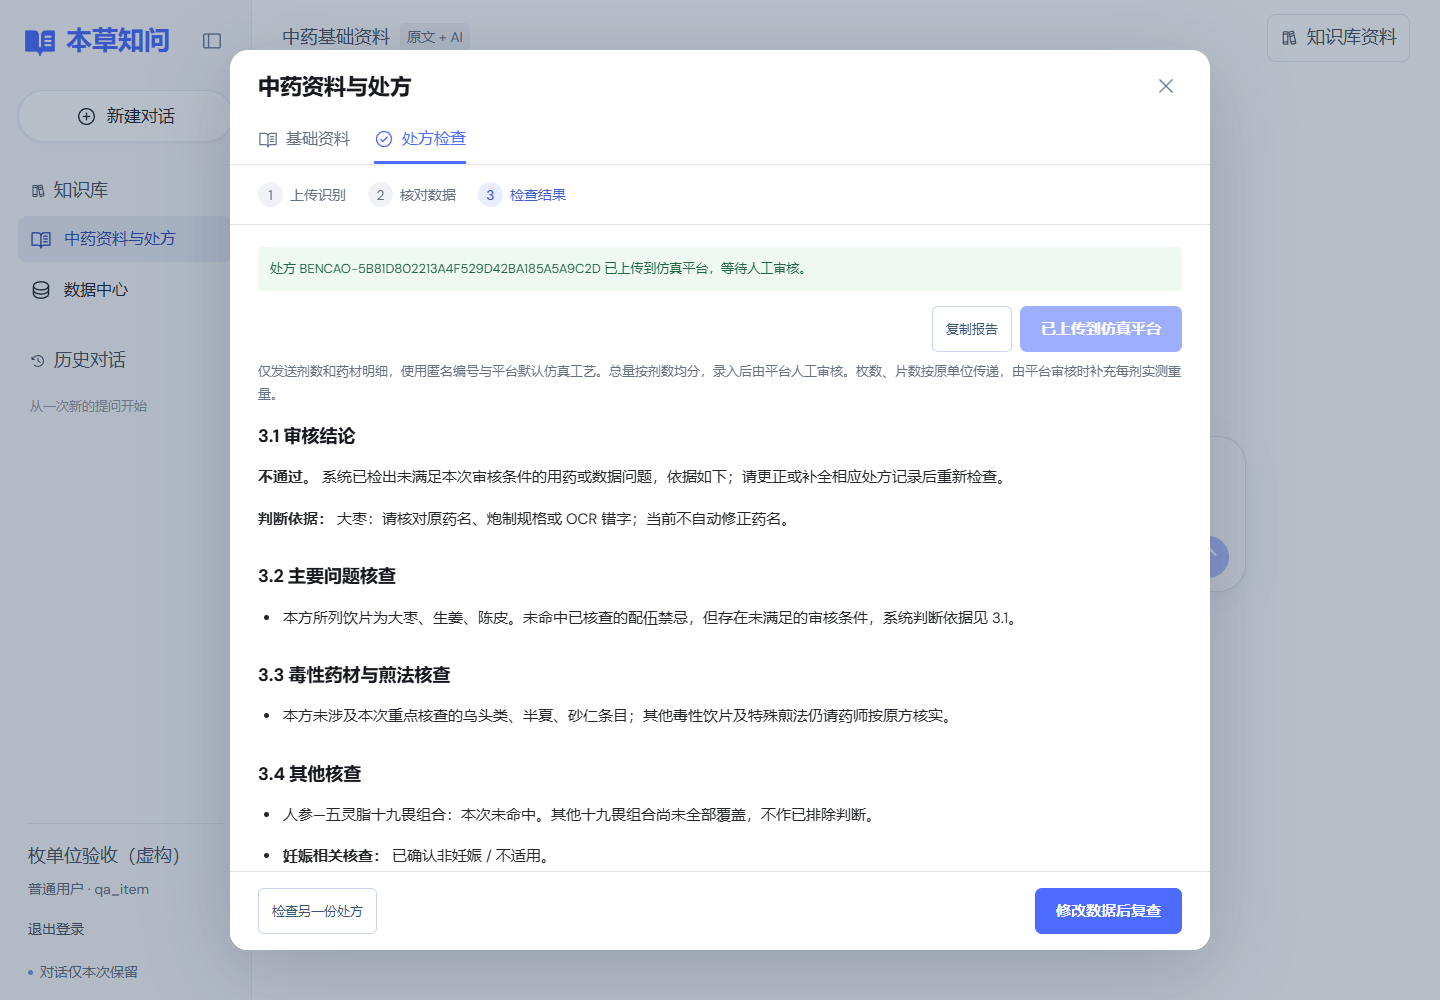 本草知问
中药基础资料 原文 + AI
知识库资料
新建对话
知识库
中药资料与处方
数据中心
历史对话
从一次新的提问开始
枚单位验收（虚构）
普通用户 · qa_item
退出登录
对话仅本次保留
中药资料与处方
基础资料 处方检查
1 上传识别 2 核对数据 3 检查结果
处方 BENCAO-5B81D802213A4F529D42BA185A5A9C2D 已上传到仿真平台，等待人工审核。
复制报告 已上传到仿真平台
仅发送剂数和药材明细，使用匿名编号与平台默认仿真工艺。总量按剂数均分，录入后由平台人工审核。枚数、片数按原单位传递，由平台审核时补充每剂实测重
量。
3.1 审核结论
不通过。 系统已检出未满足本次审核条件的用药或数据问题，依据如下；请更正或补全相应处方记录后重新检查。
判断依据： 大枣：请核对原药名、炮制规格或 OCR 错字；当前不自动修正药名。
3.2 主要问题核查
本方所列饮片为大枣、生姜、陈皮。未命中已核查的配伍禁忌，但存在未满足的审核条件，系统判断依据见 3.1。
3.3 毒性药材与煎法核查
本方未涉及本次重点核查的乌头类、半夏、砂仁条目；其他毒性饮片及特殊煎法仍请药师按原方核实。
3.4 其他核查
人参—五灵脂十九畏组合：本次未命中。其他十九畏组合尚未全部覆盖，不作已排除判断。
妊娠相关核查： 已确认非妊娠 / 不适用。
检查另一份处方 修改数据后复查